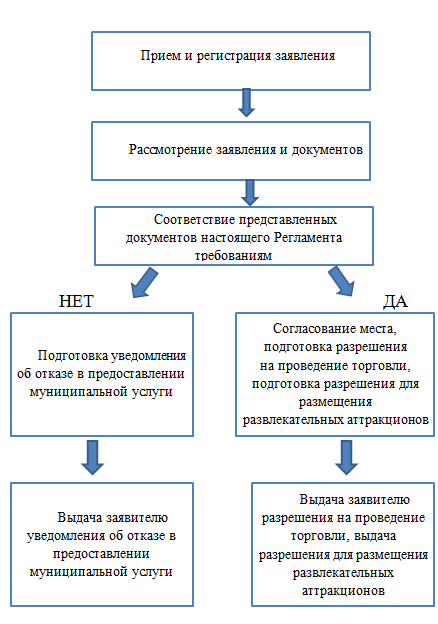 Прием и регистрация заявления
Рассмотрение заявления и документов
Соответствие представленных
документов настоящего Регламента
требованиям
НЕТ
ДА
Подготовка уведомления
об отказе в предоставлении
муниципальной услуги
Согласование места,
подготовка разрешения
на проведение торговли,
подготовка разрешения для
размещения
развлекательных аттракционов
Выдача заявителю
уведомления об отказе в
предоставлении
муниципальной услуги
Выдача заявителю
разрешения на проведение
торговли, выдача
разрешения для размещения
развлекательных
аттракционов